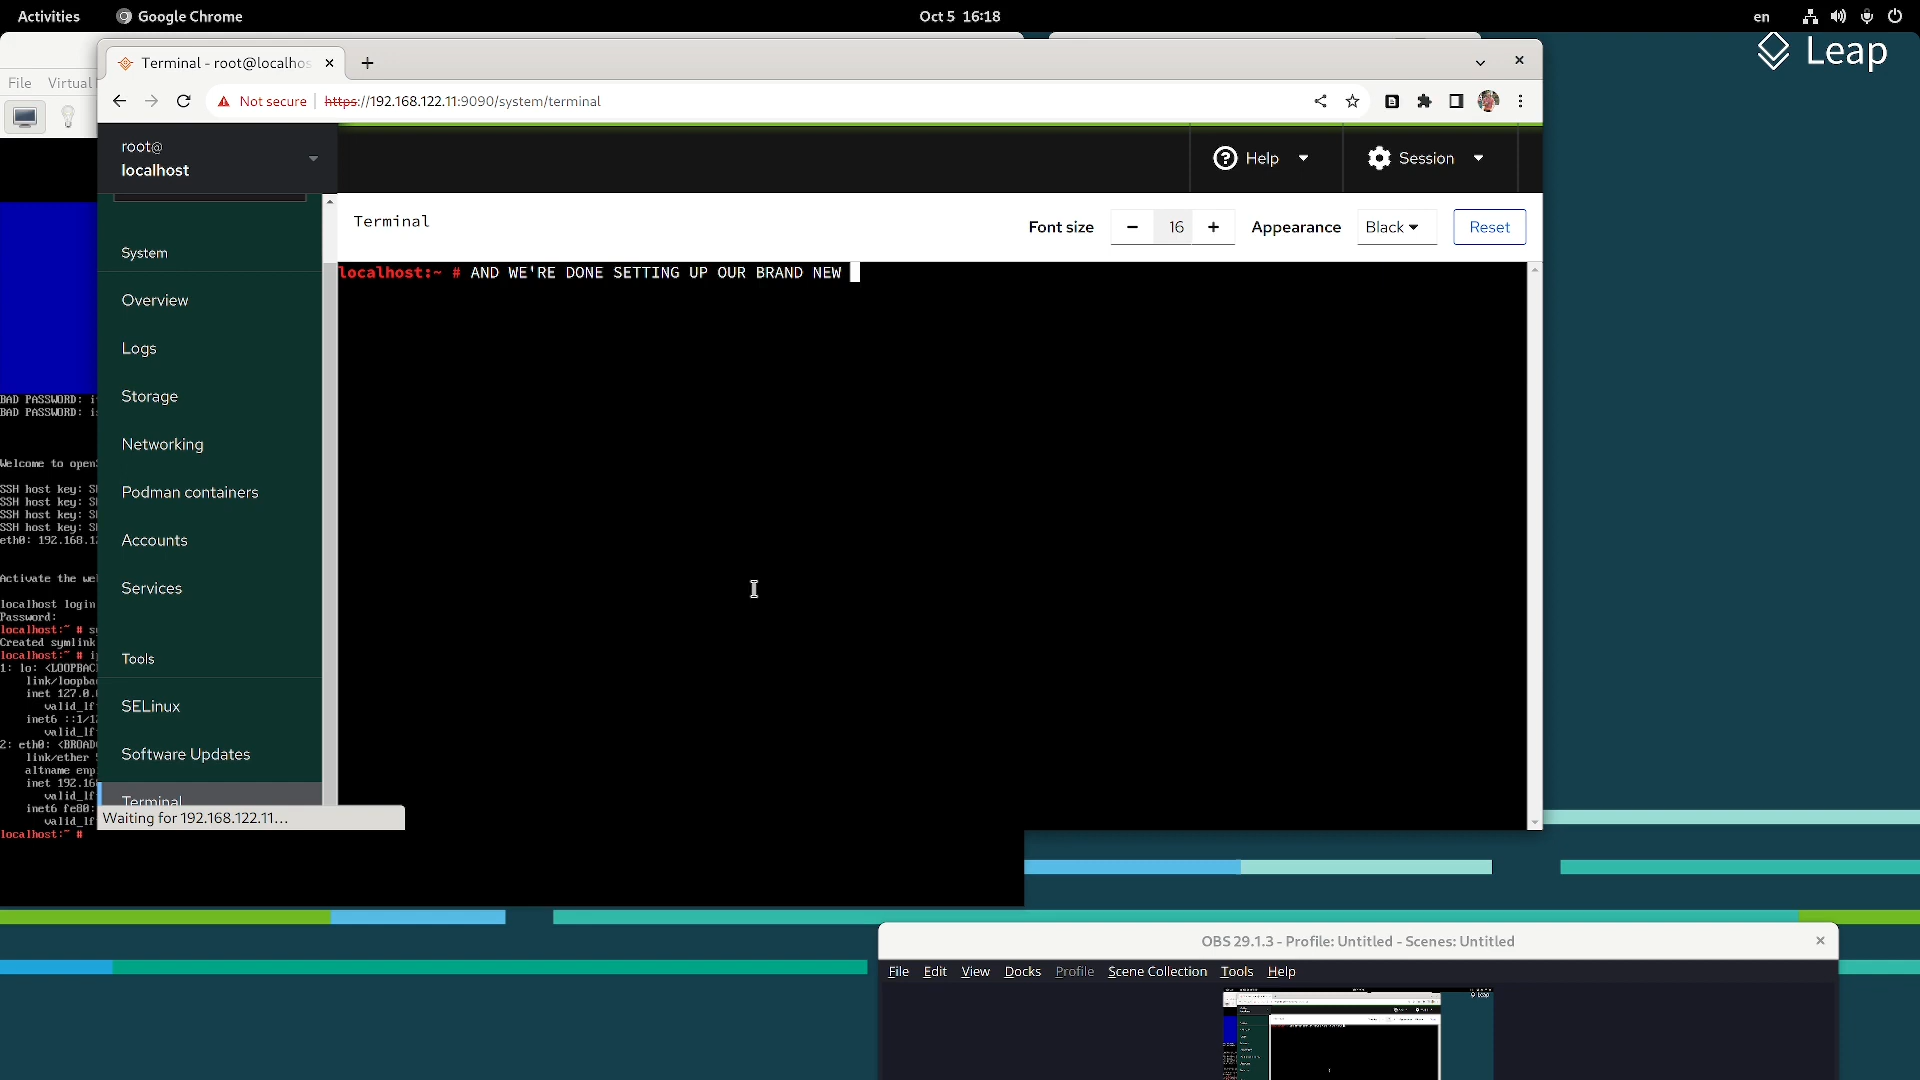 Activities Google Chrome Oct 5 16:18 en
Leap
Terminal - root@localhos
File Virtual
Not secure https://192.168.122.11:9090/system/terminal
root@
localhost
Help Session
Terminal Font size 16 Appearance Black Reset
localhost:~ # AND WE'RE DONE SETTING UP OUR BRAND NEW
System
Overview
Logs
Storage
Networking
Podman containers
Accounts
Services
Tools
SELinux
Software Updates
Terminal
Waiting for 192.168.122.11...
BAD PASSWORD: i
BAD PASSWORD: i
Welcome to open
SSH host key:
SSH host key:
SSH host key:
SSH host key:
eth0: 192.168.1
Activate the we
localhost login
Password:
localhost:~ # s
Created symlink
localhost:~ # i
1: lo: <LOOPBAC
link/loopba
inet 127.0.
valid_lf
inet6 ::1/1
valid_lf
2: eth0: <BROAD
link/ether
altname enp
inet 192.16
valid_lf
inet6 fe80:
valid_lf
localhost:~ #
OBS 29.1.3 - Profile: Untitled - Scenes: Untitled
File Edit View Docks Profile Scene Collection Tools Help